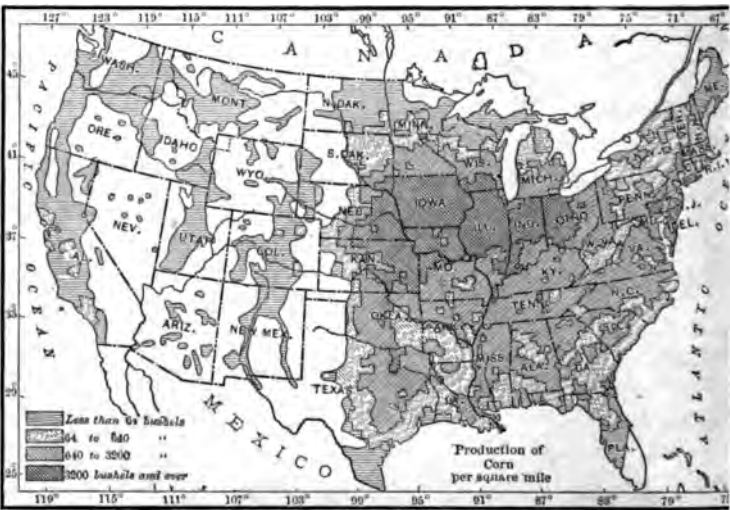 127° 123° 119° 115° 111° 107° 103° 99° 95° 91° 87° 83° 79° 75° 71° 67°
C A N A D A
PACIFIC OCEAN
ATLANTIC
WASH.
MONT.
N. DAK.
MINN.
ME.
ORE.
IDAHO
WYO.
S. DAK.
WIS.
MICH.
R.I.
NEV.
UTAH
COL.
NEB.
IOWA
ILL.
IND.
OHIO
PENN.
DEL.
KAN.
MO.
KY.
W. VA.
VA.
ARIZ.
NEW MEX.
OKLA.
TENN.
N.C.
TEXAS
MISS.
ALA.
GA.
FLA.
MEXICO
Less than 64 bushels
64 to 640 "
640 to 3200 "
3200 bushels and over
Production of
Corn
per square mile
119° 115° 111° 107° 103° 99° 95° 91° 87° 83° 79°